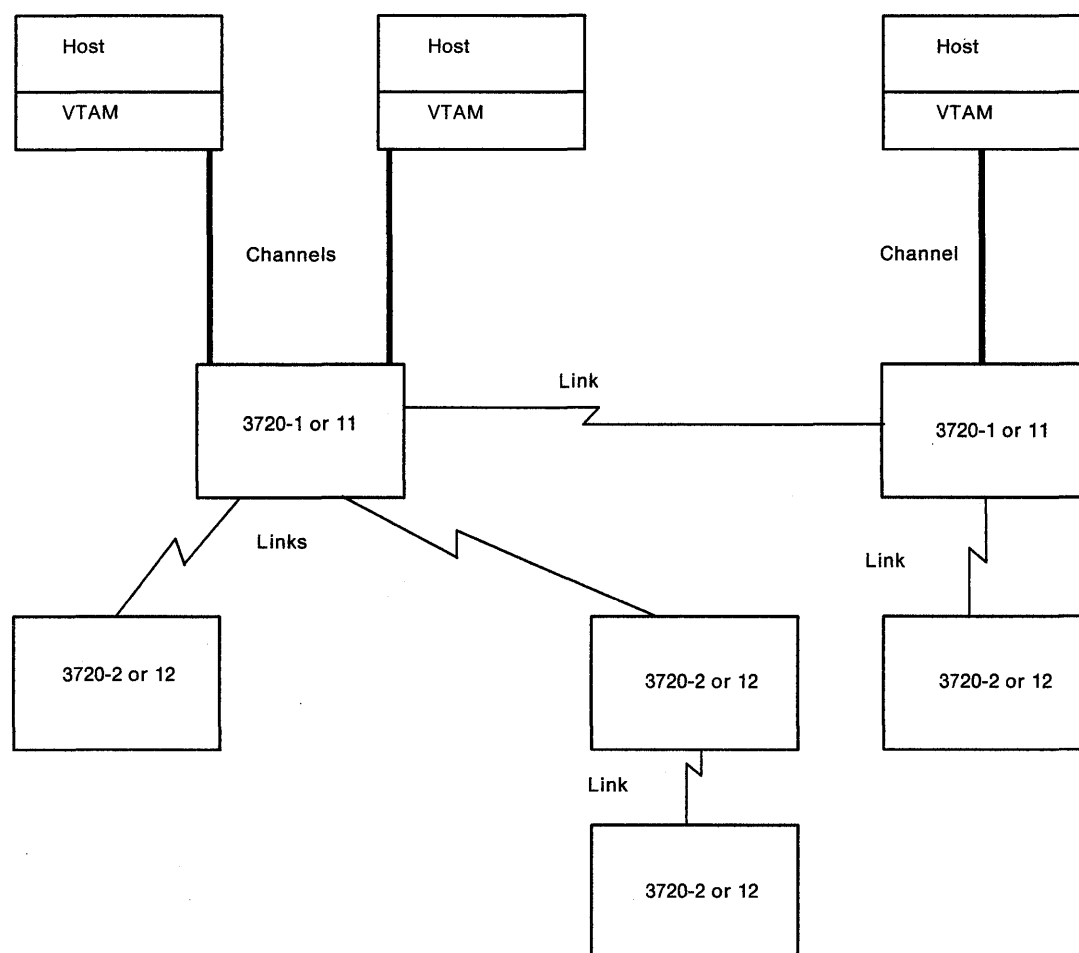 Host
VTAM
Host
VTAM
Host
VTAM
Channels
Channel
Link
3720-1 or 11
3720-1 or 11
Links
Link
3720-2 or 12
3720-2 or 12
3720-2 or 12
Link
3720-2 or 12